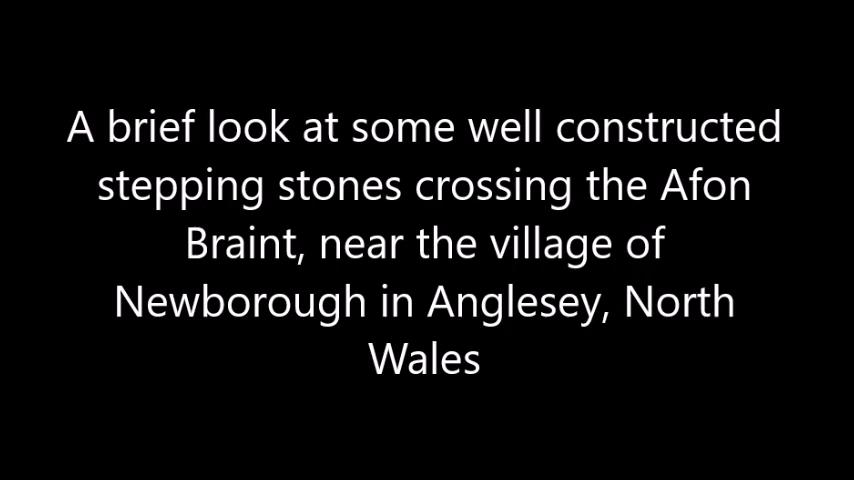 A brief look at some well constructed
stepping stones crossing the Afon
Braint, near the village of
Newborough in Anglesey, North
Wales